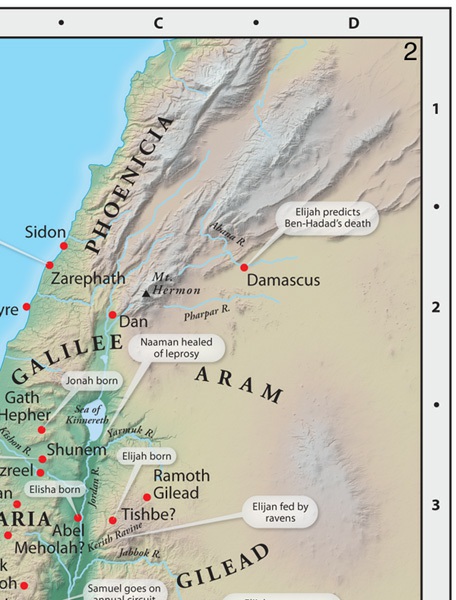 C
D
2
1
PHOENICIA
Elijah predicts
Ben-Hadad's death
Abana R.
Sidon
Zarephath
Mt.
Hermon
Damascus
yre
Dan
Pharpar R.
2
GALILEE
Naaman healed
of leprosy
ARAM
Jonah born
Gath
Hepher
Sea of
Kinnereth
Kishon R.
Yarmuk R.
Shunem
zreel
Elijah born
Jordan R.
Ramoth
Gilead
Elisha born
an
Elijan fed by
ravens
3
ARIA
Abel
Meholah?
Tishbe?
Kerith Ravine
k
Jabbok R.
GILEAD
oh
Samuel goes on
annual circuit